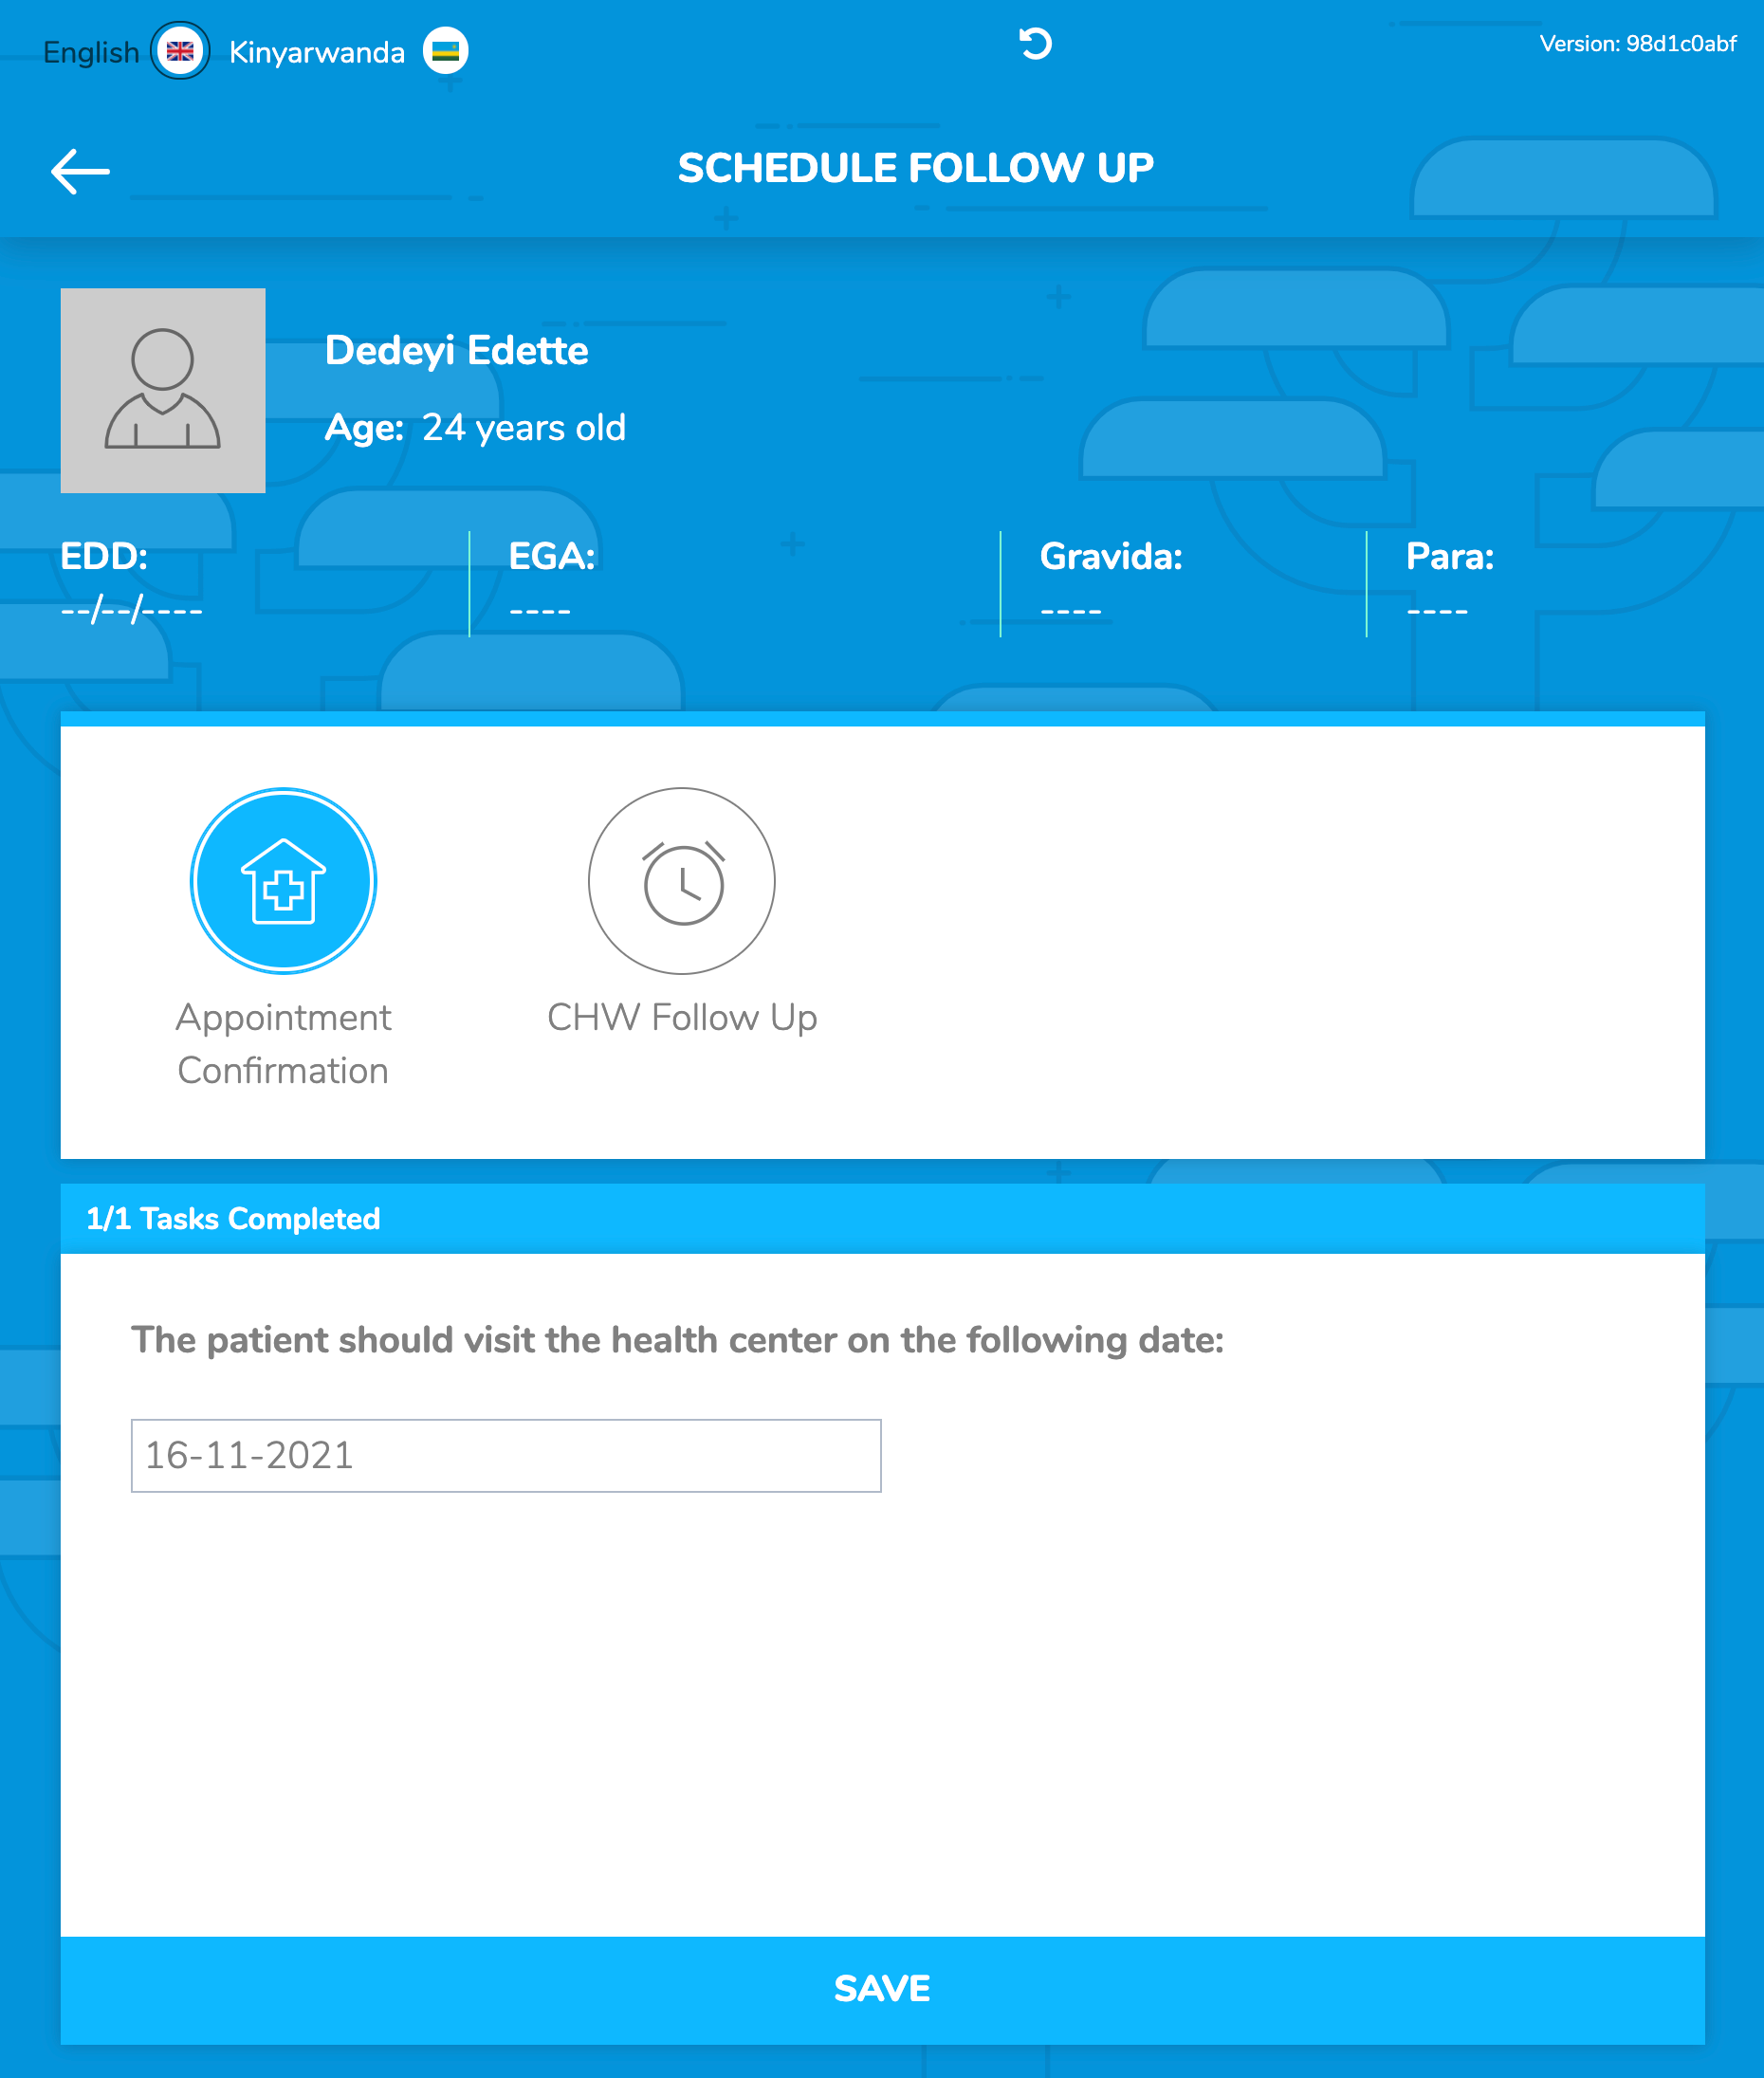 English
Kinyarwanda
Version: 98d1c0abf
SCHEDULE FOLLOW UP
Dedeyi Edette
Age: 24 years old
EDD:
--/--/----
EGA:
----
Gravida:
----
Para:
----
Appointment
Confirmation
CHW Follow Up
1/1 Tasks Completed
The patient should visit the health center on the following date:
16-11-2021
SAVE